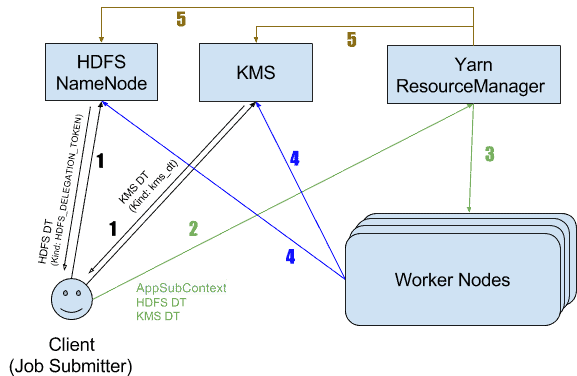 5
5
HDFS
NameNode
KMS
Yarn
ResourceManager
1
HDFS DT
(Kind: HDFS_DELEGATION_TOKEN)
KMS DT
(Kind: kms_dt)
1
4
3
2
4
AppSubContext
HDFS DT
KMS DT
Worker Nodes
Client
(Job Submitter)